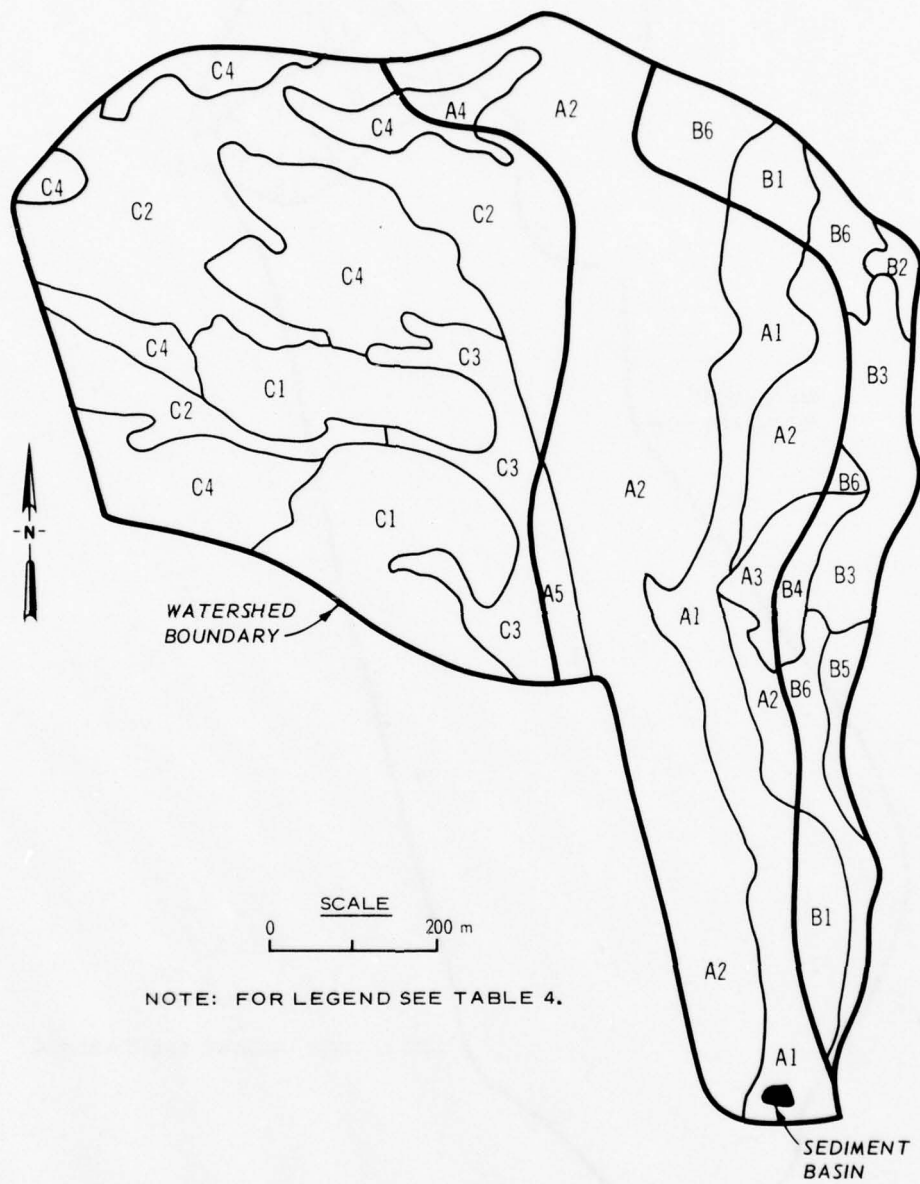 C4
A4
A2
C4
B6
B1
C4
C2
C2
B6
B2
C4
A1
C4
C3
B3
C1
C2
A2
C3
A2
B6
C4
C1
A3
B4
B3
-N-
A5
A1
WATERSHED
BOUNDARY
C3
A2
B6
B5
SCALE
0 200 m
B1
A2
NOTE: FOR LEGEND SEE TABLE 4.
A1
SEDIMENT
BASIN